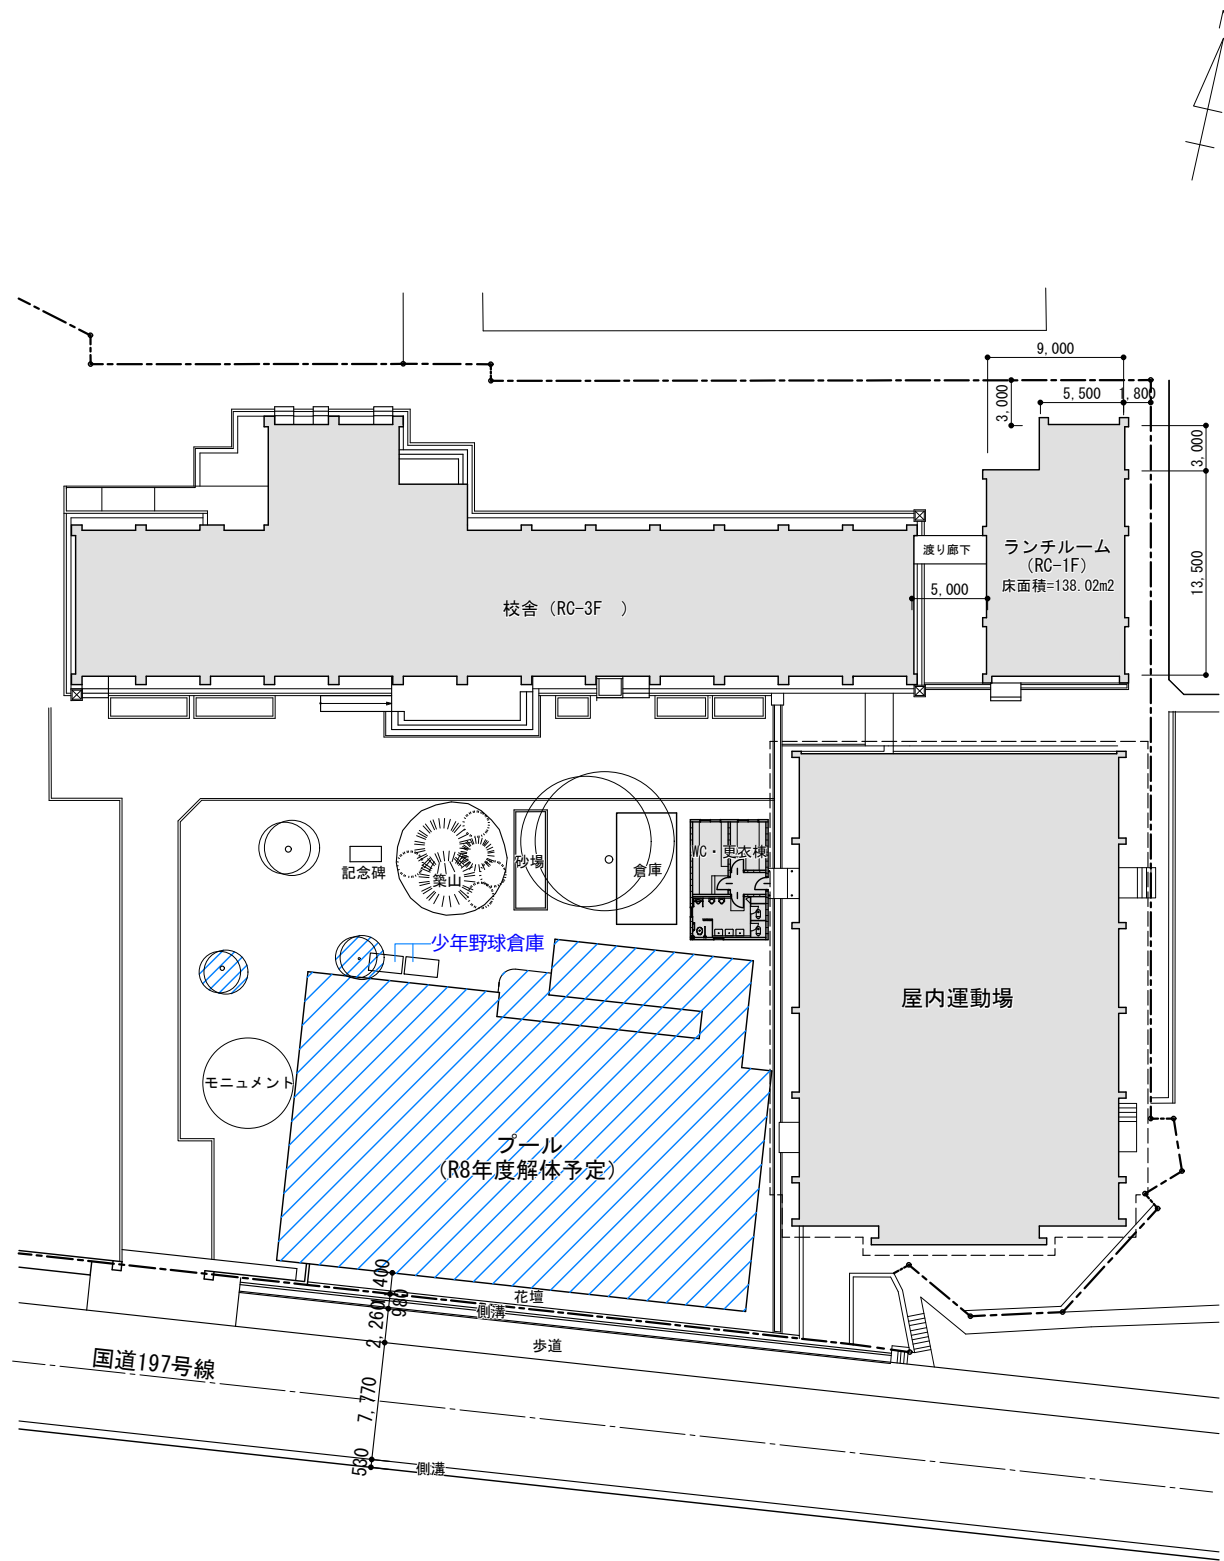 9,000
3,000
5,500
1,800
3,000
13,500
渡り廊下
ランチルーム
(RC-1F)
床面積=138.02m2
5,000
校舎（RC-3F　）
WC・更衣棟
記念碑
築山
砂場
倉庫
少年野球倉庫
屋内運動場
モニュメント
プール
(R8年度解体予定)
400
980
2,260
花壇
側溝
歩道
国道197号線
7,770
530
側溝